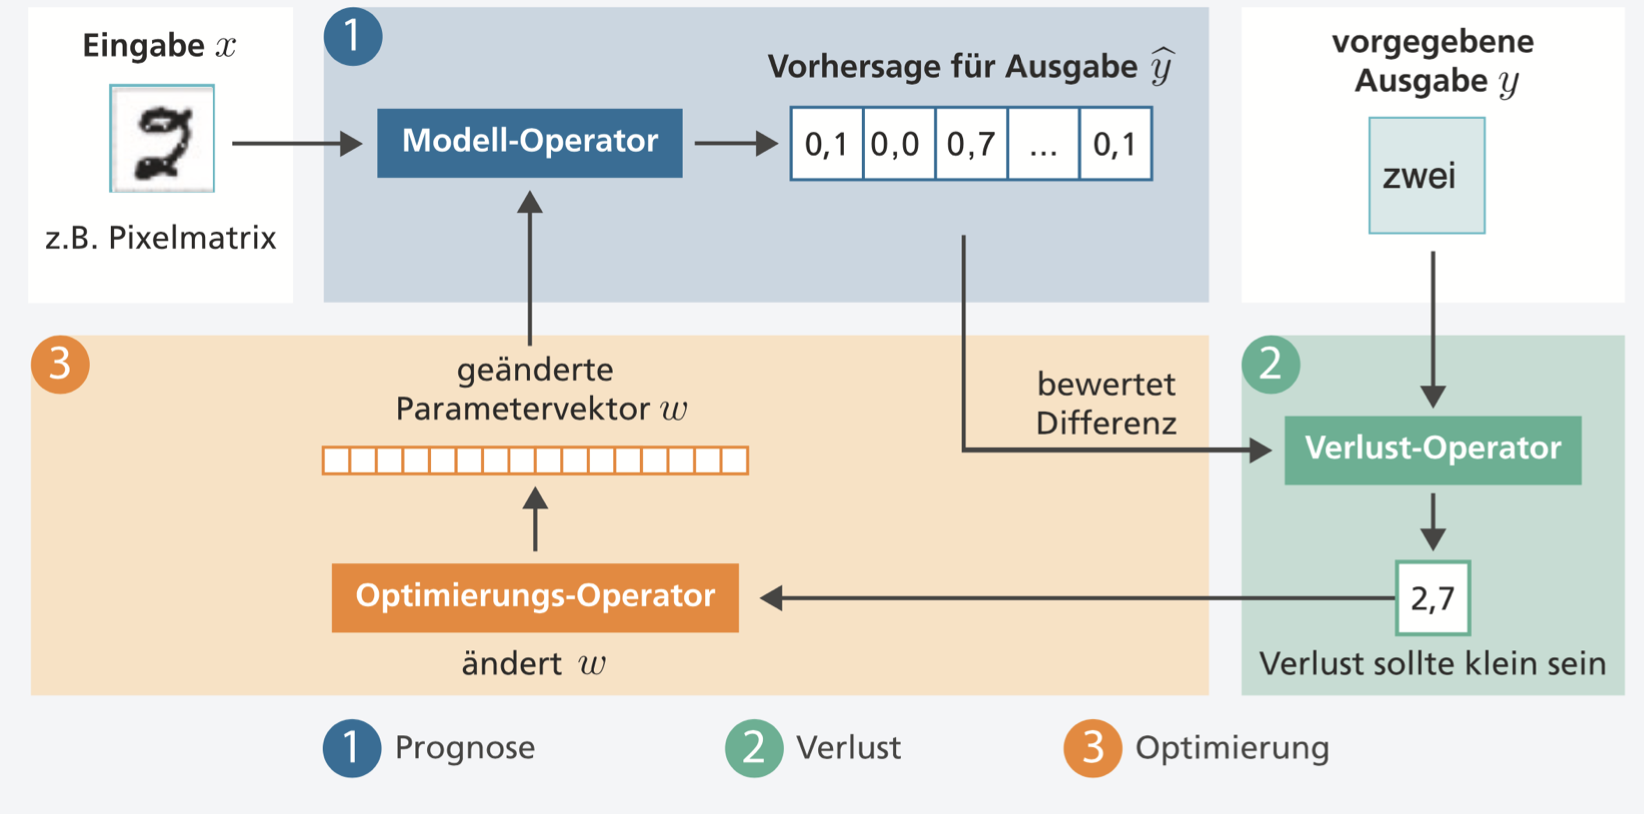 Eingabe x
z.B. Pixelmatrix
1
Modell-Operator
Vorhersage für Ausgabe ŷ
0,1 0,0 0,7 ... 0,1
vorgegebene
Ausgabe y
zwei
3
geänderte
Parametervektor w
Optimierungs-Operator
ändert w
bewertet
Differenz
2
Verlust-Operator
2,7
Verlust sollte klein sein
1 Prognose
2 Verlust
3 Optimierung